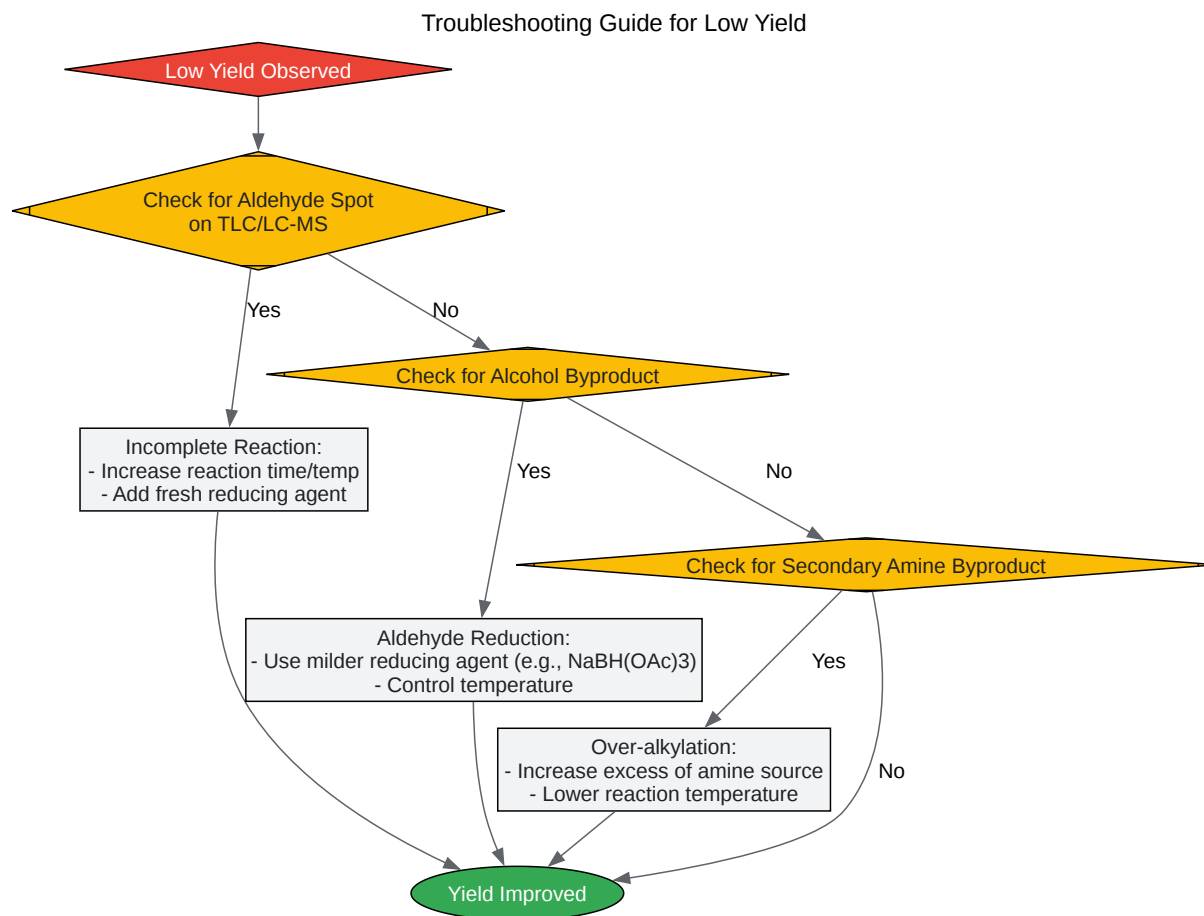 Troubleshooting Guide for Low Yield
Low Yield Observed
Check for Aldehyde Spot
on TLC/LC-MS
Yes
No
Check for Alcohol Byproduct
Incomplete Reaction:
- Increase reaction time/temp
- Add fresh reducing agent
Yes
No
Check for Secondary Amine Byproduct
Aldehyde Reduction:
- Use milder reducing agent (e.g., NaBH(OAc)3)
- Control temperature
Yes
No
Over-alkylation:
- Increase excess of amine source
- Lower reaction temperature
Yield Improved